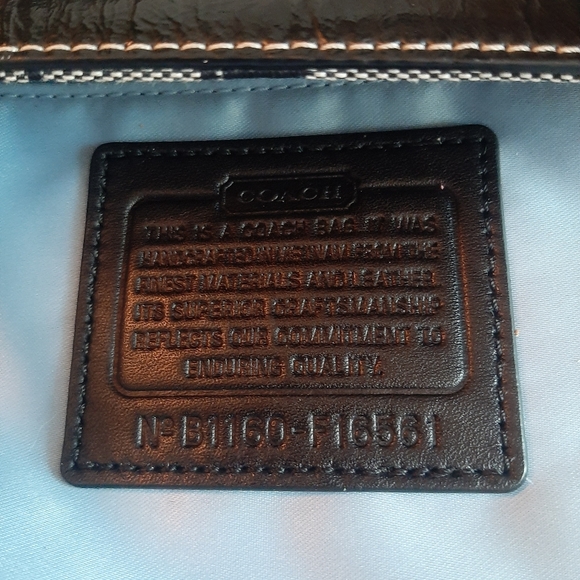 COACH
THIS IS A COACH BAG. IT WAS
HANDCRAFTED IN VIETNAM FROM THE
FINEST MATERIALS AND LEATHER.
ITS SUPERIOR CRAFTSMANSHIP
REFLECTS OUR COMMITMENT TO
ENDURING QUALITY.
Nº B1160-F16561